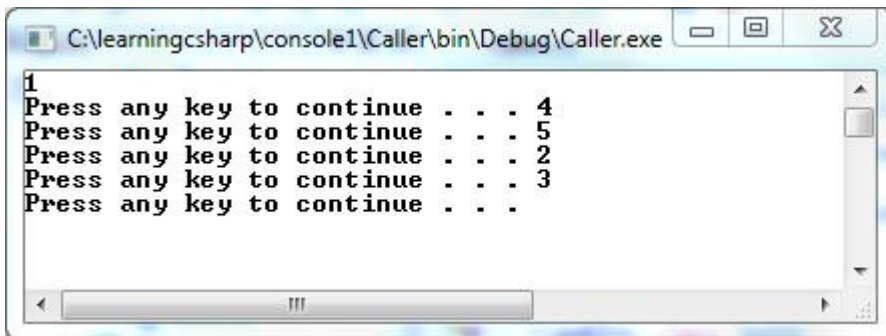 C:\learningcsharp\console1\Caller\bin\Debug\Caller.exe
1
Press any key to continue . . . 4
Press any key to continue . . . 5
Press any key to continue . . . 2
Press any key to continue . . . 3
Press any key to continue . . .